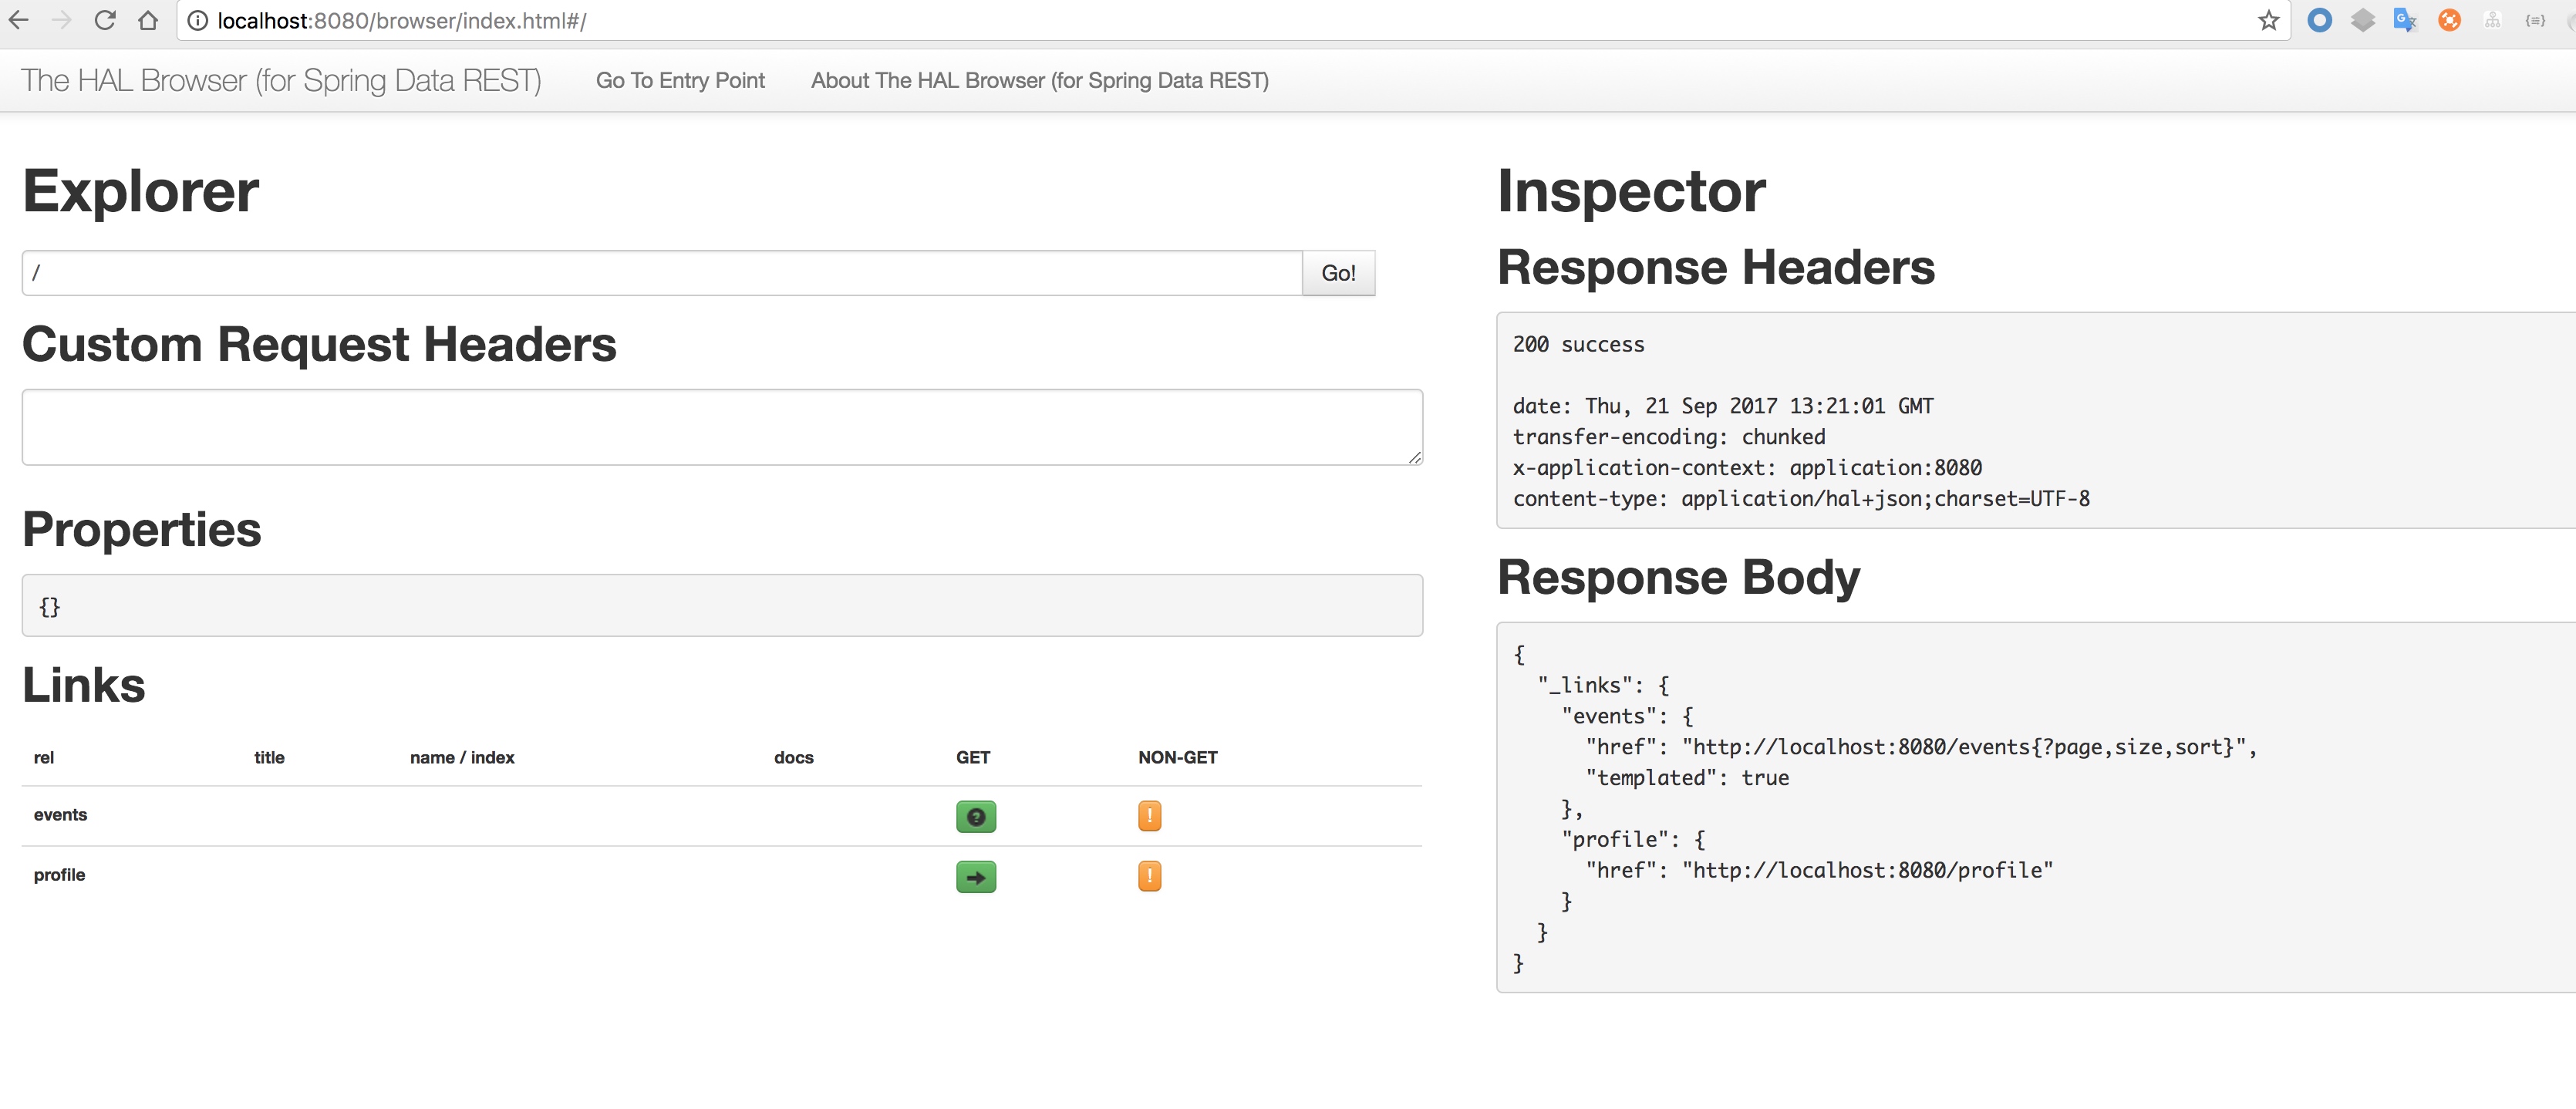 localhost:8080/browser/index.html#/
The HAL Browser (for Spring Data REST) Go To Entry Point About The HAL Browser (for Spring Data REST)
Explorer
/ Go!
Custom Request Headers
Properties
{}
Links
rel title name / index docs GET NON-GET
events ? !
profile !
Inspector
Response Headers
200 success
date: Thu, 21 Sep 2017 13:21:01 GMT
transfer-encoding: chunked
x-application-context: application:8080
content-type: application/hal+json;charset=UTF-8
Response Body
{
  "_links": {
    "events": {
      "href": "http://localhost:8080/events{?page,size,sort}",
      "templated": true
    },
    "profile": {
      "href": "http://localhost:8080/profile"
    }
  }
}